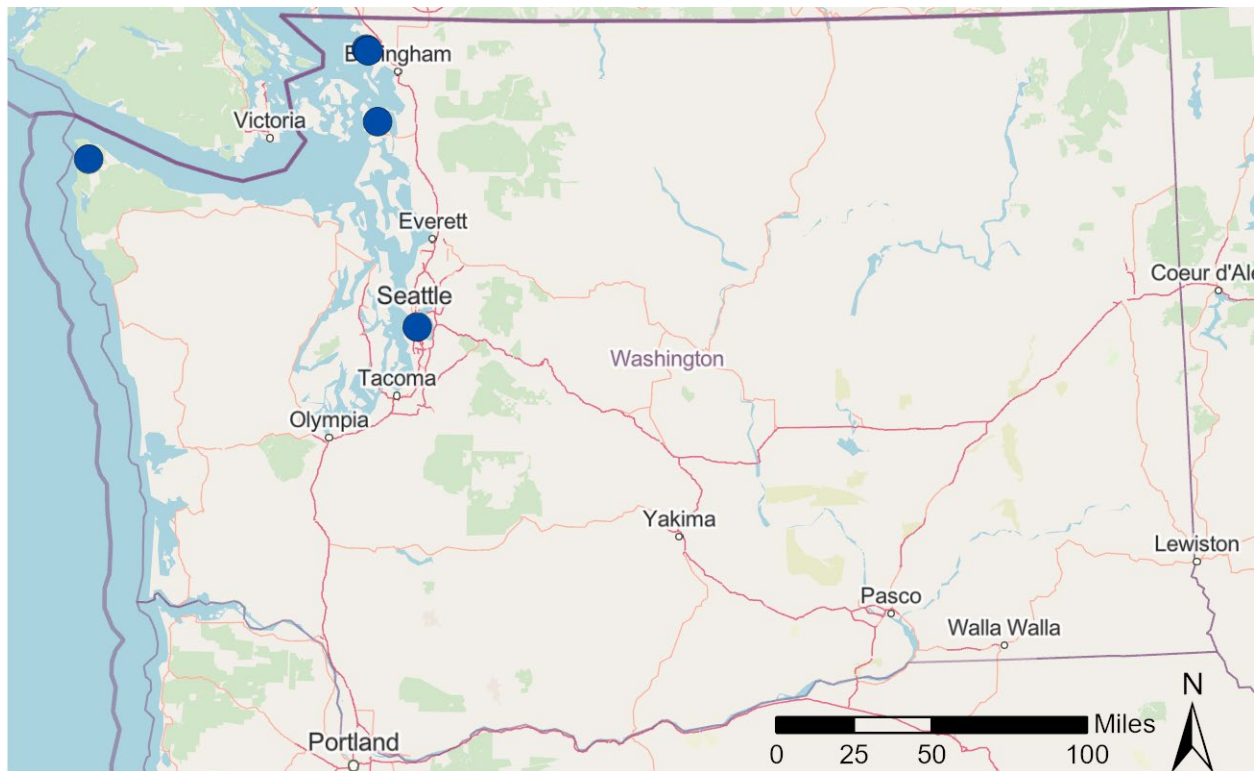 Bellingham
Victoria
Everett
Coeur d'Ale
Seattle
Washington
Tacoma
Olympia
Yakima
Lewiston
Pasco
Walla Walla
N
Miles
0 25 50 100
Portland